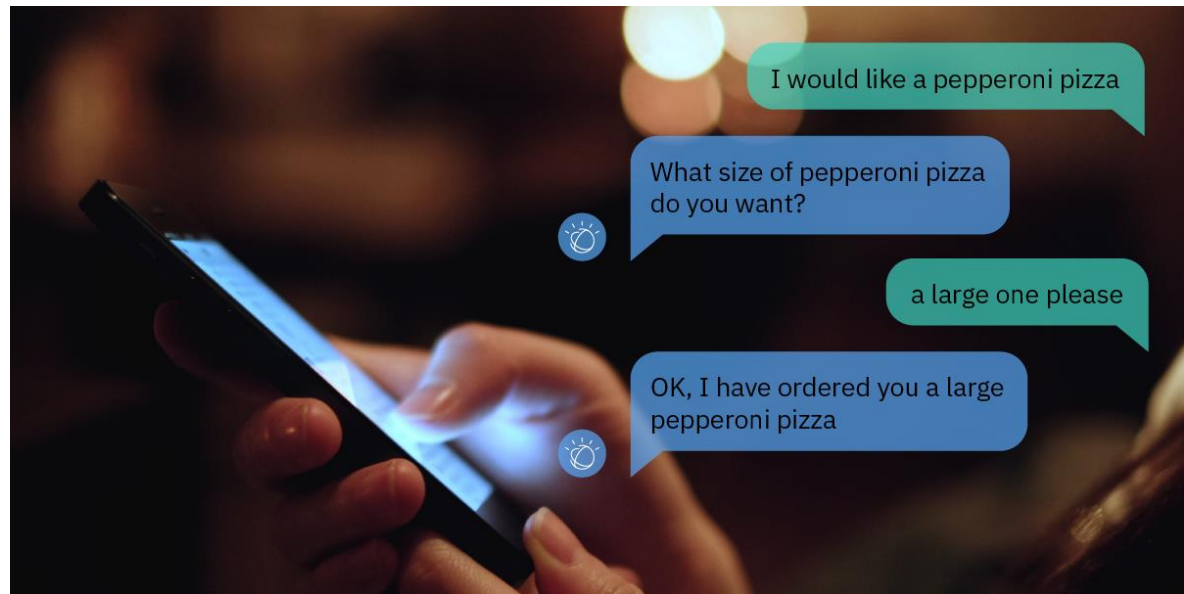 I would like a pepperoni pizza
What size of pepperoni pizza
do you want?
a large one please
OK, I have ordered you a large
pepperoni pizza